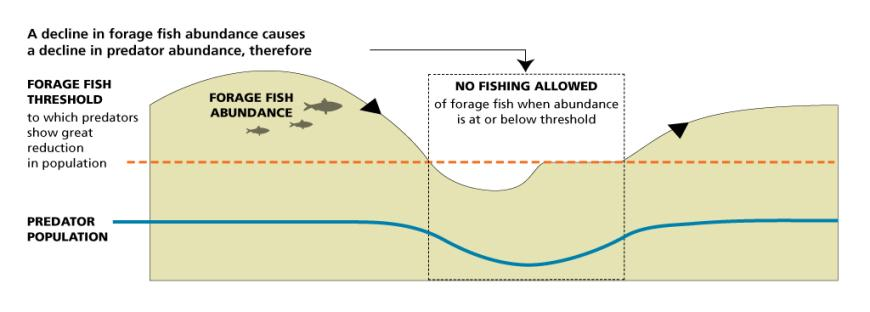 A decline in forage fish abundance causes
a decline in predator abundance, therefore
FORAGE FISH
THRESHOLD
to which predators
show great
reduction
in population
FORAGE FISH
ABUNDANCE
NO FISHING ALLOWED
of forage fish when abundance
is at or below threshold
PREDATOR
POPULATION